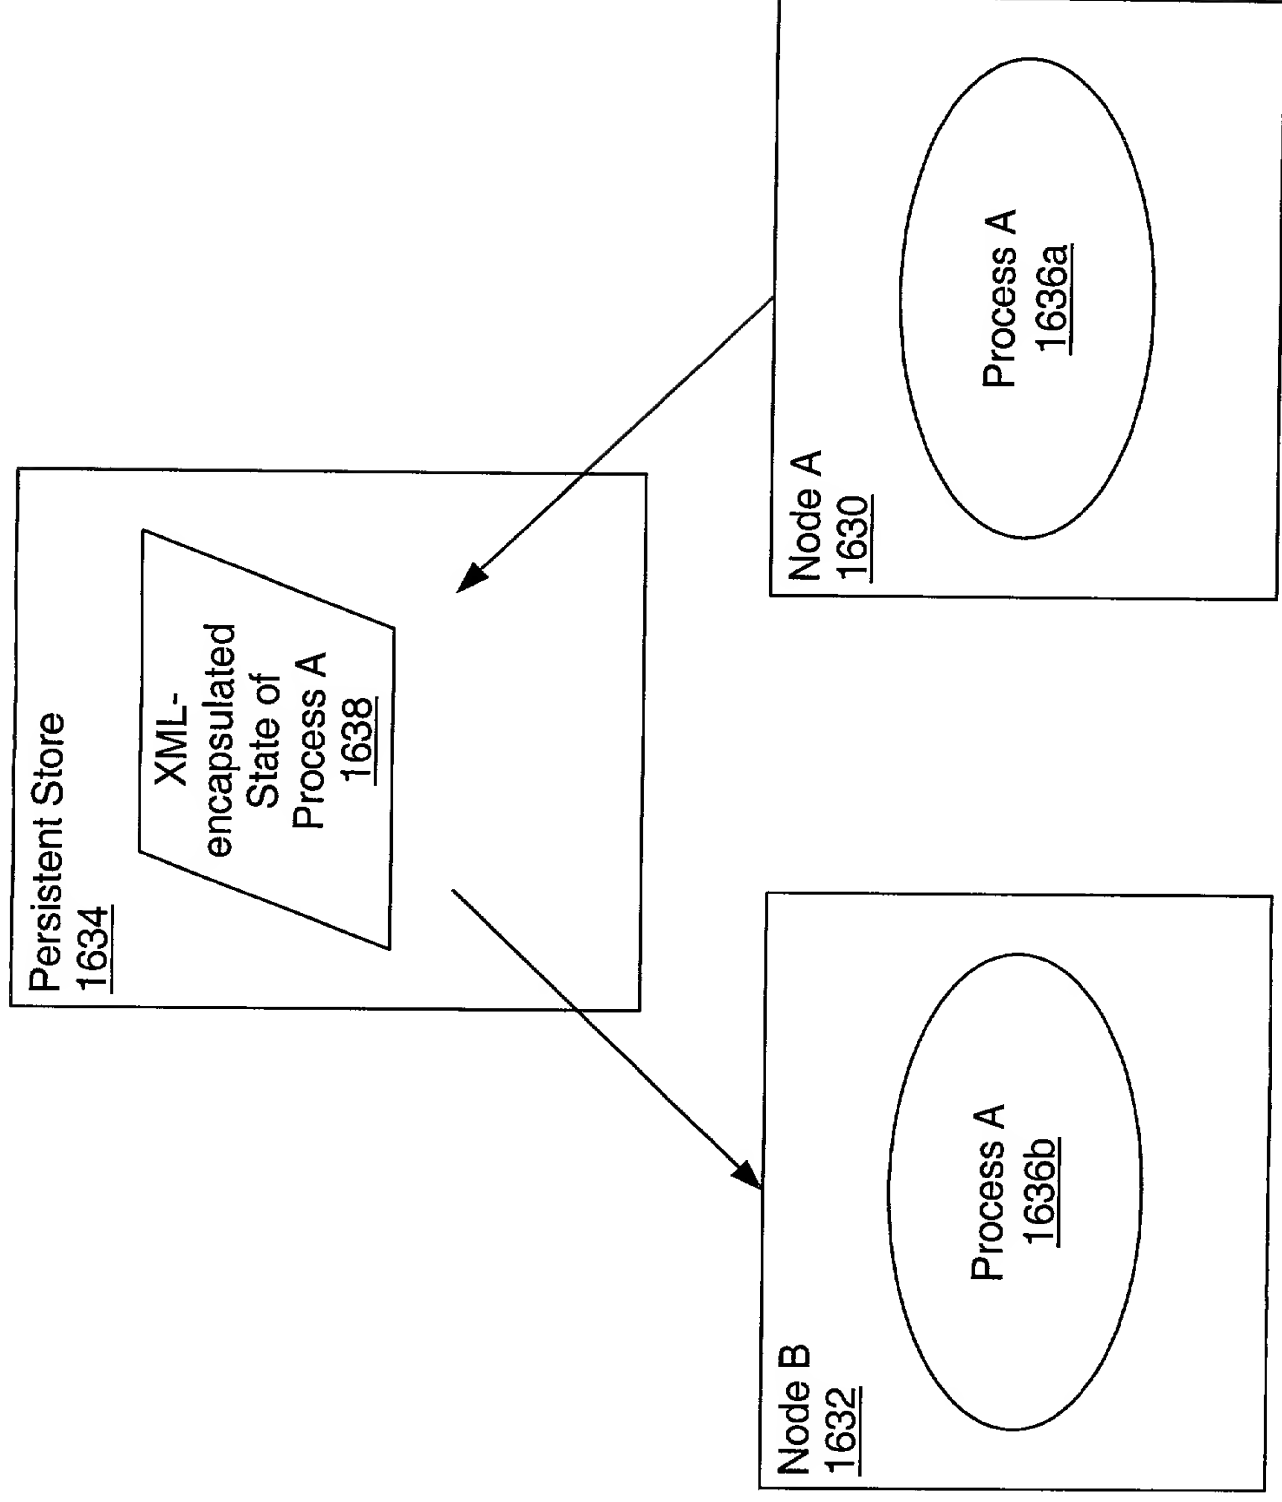 Persistent Store
1634
XML-
encapsulated
State of
Process A
1638
Node B
1632
Process A
1636b
Node A
1630
Process A
1636a